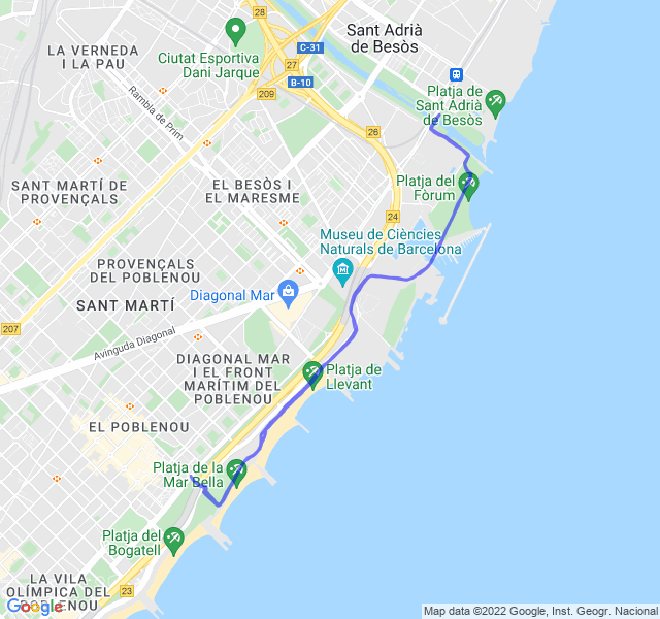 28
Sant Adrià
de Besòs
LA VERNEDA
I LA PAU
C-31
Ciutat Esportiva
Dani Jarque
28
B-10
209
Rambla de Prim
Platja de
Sant Adrià
de Besòs
26
SANT MARTÍ DE
PROVENÇALS
EL BESÒS I
EL MARESME
Platja del
Fòrum
24
Museu de Ciències
Naturals de Barcelona
PROVENÇALS
DEL POBLENOU
SANT MARTÍ
Diagonal Mar
207
Avinguda Diagonal
DIAGONAL MAR
I EL FRONT
MARÍTIM DEL
POBLENOU
Platja de
Llevant
EL POBLENOU
Platja de la
Mar Bella
Platja del
Bogatell
LA VILA
OLÍMPICA DEL
POBLENOU
23
Google
Map data ©2022 Google, Inst. Geogr. Nacional